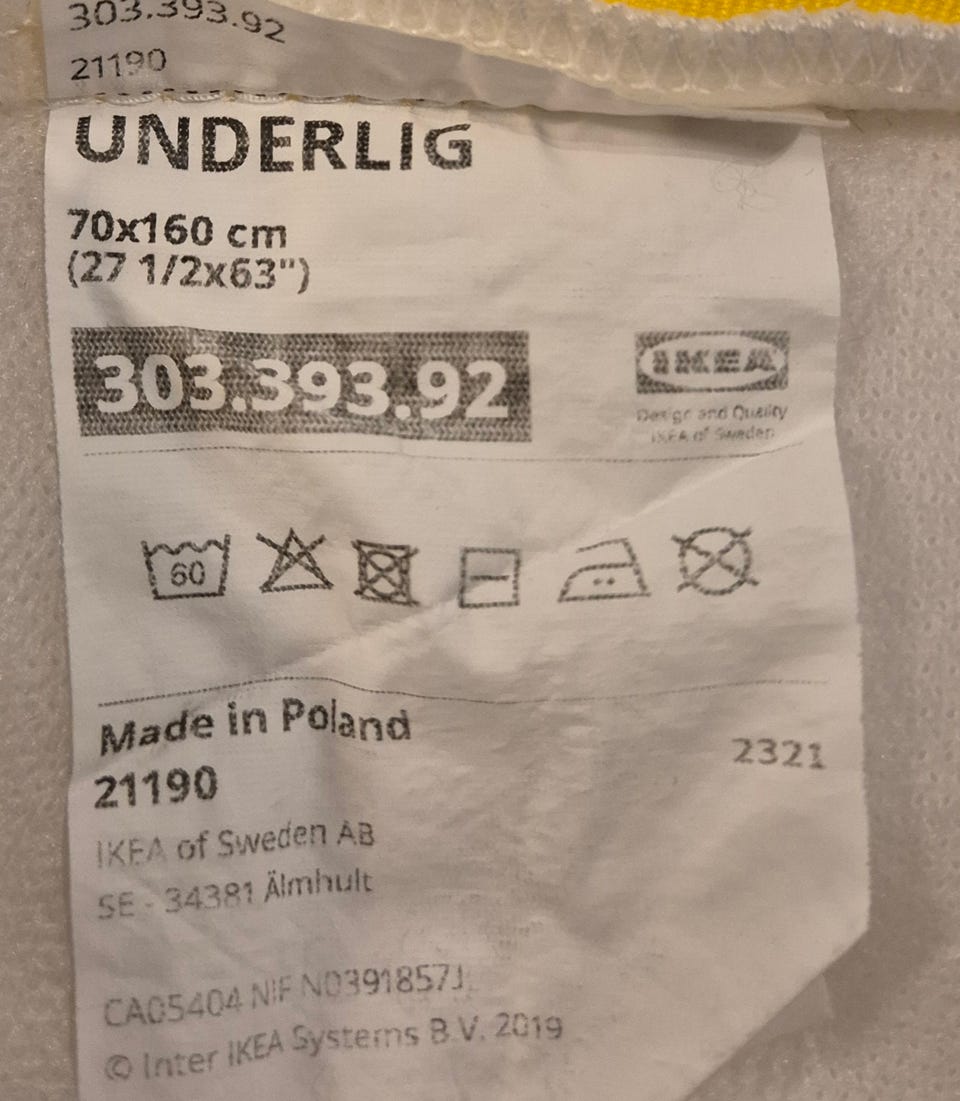 303.393.92
21190
UNDERLIG
70x160 cm
(27 1/2x63")
303.393.92
IKEA
Design and Quality
IKEA of Sweden
60
Made in Poland
2321
21190
IKEA of Sweden AB
SE - 34381 Älmhult
CA05404 NIF N0391857J
© Inter IKEA Systems B.V. 2019